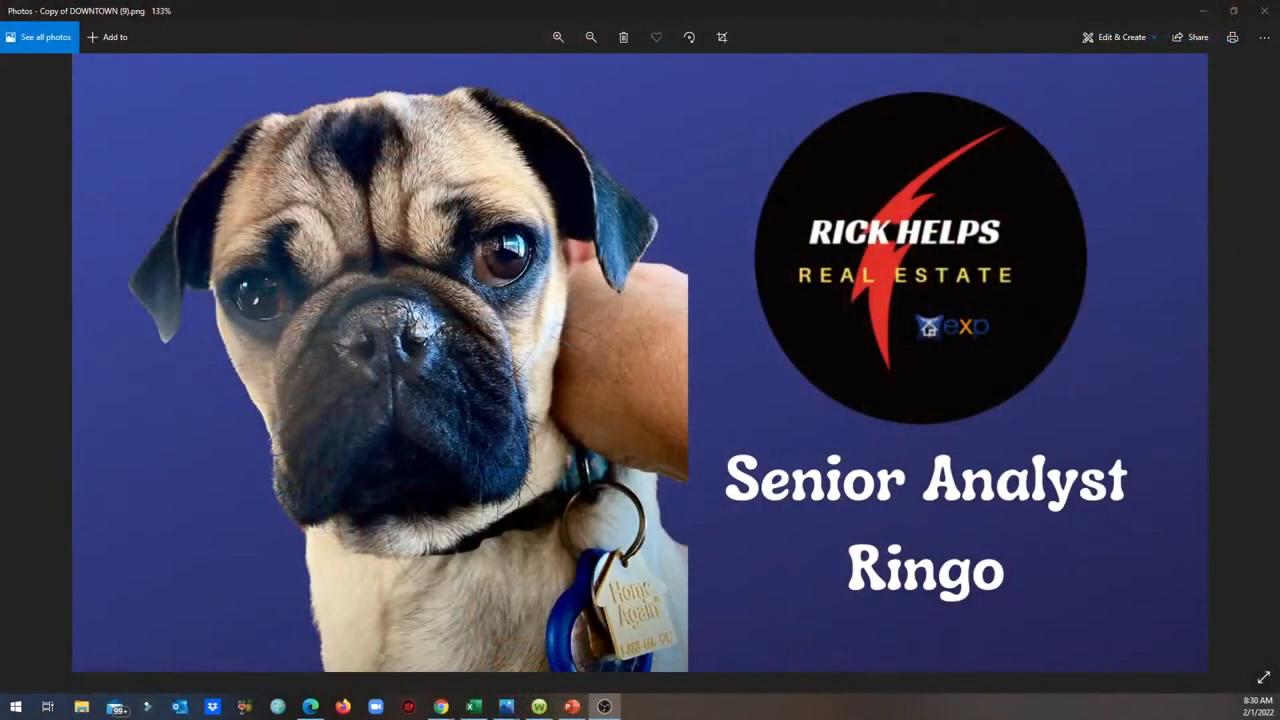 Photos - Copy of DOWNTOWN (9).png 133%
See all photos
Add to
Edit & Create
Share
RICK HELPS
REAL ESTATE
exp
Senior Analyst
Ringo
Home
Again
99+
8:30 AM
2/1/2022